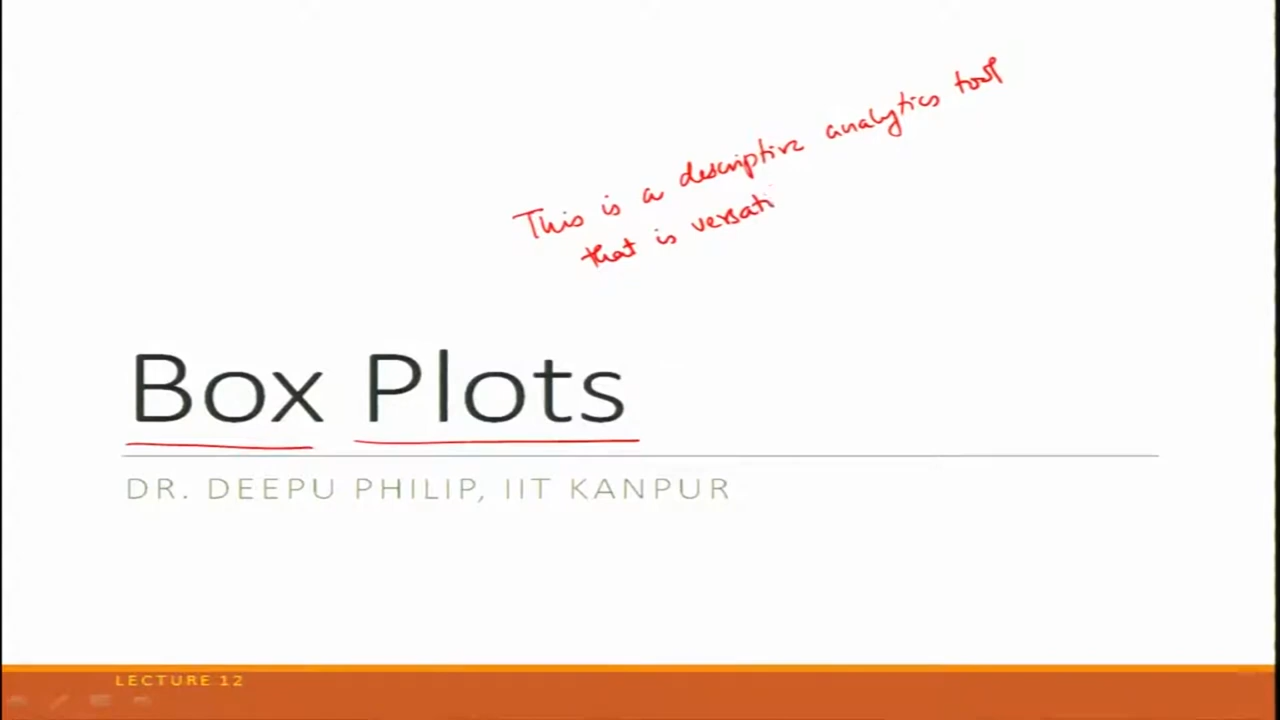 This is a descriptive analytics tool
that is versati
Box Plots
DR. DEEPU PHILIP, IIT KANPUR
LECTURE 12